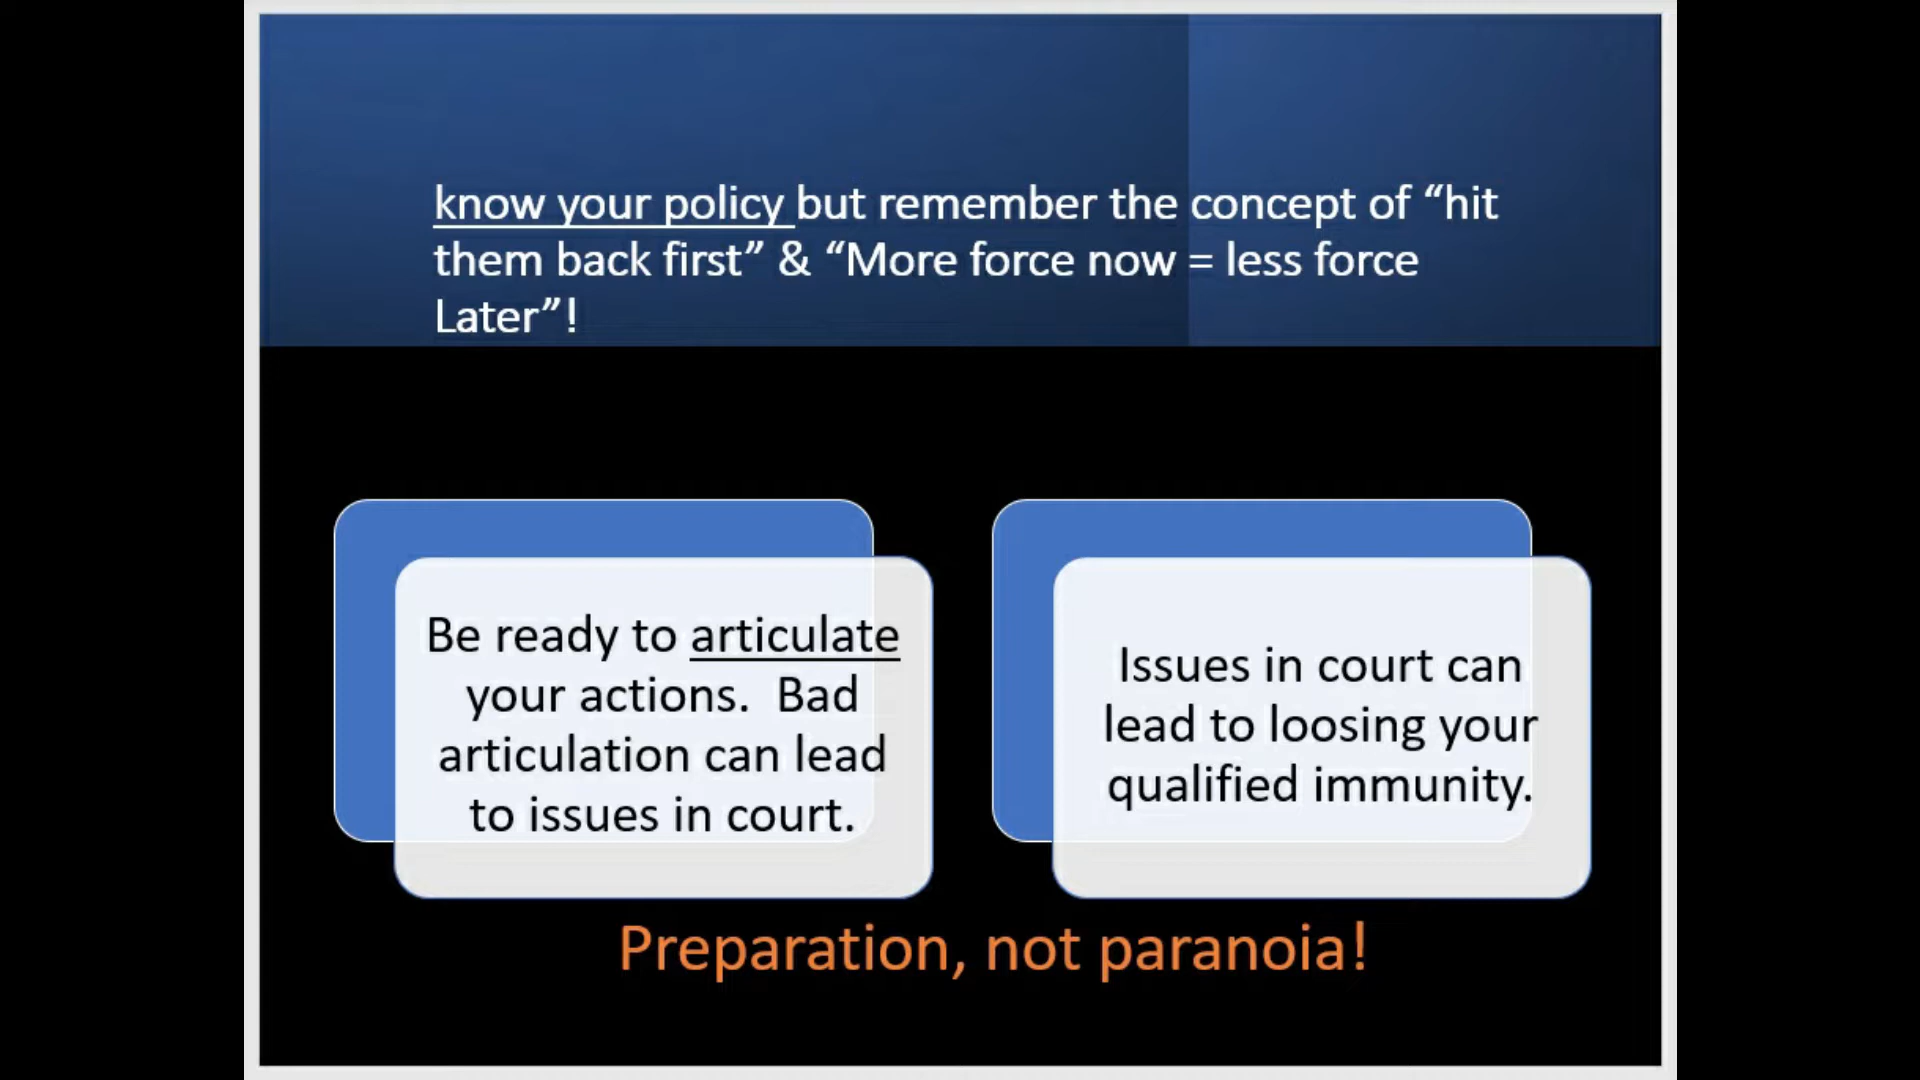 know your policy but remember the concept of “hit
them back first” & “More force now = less force
Later”!
Be ready to articulate
your actions.  Bad
articulation can lead
to issues in court.
Issues in court can
lead to loosing your
qualified immunity.
Preparation, not paranoia!